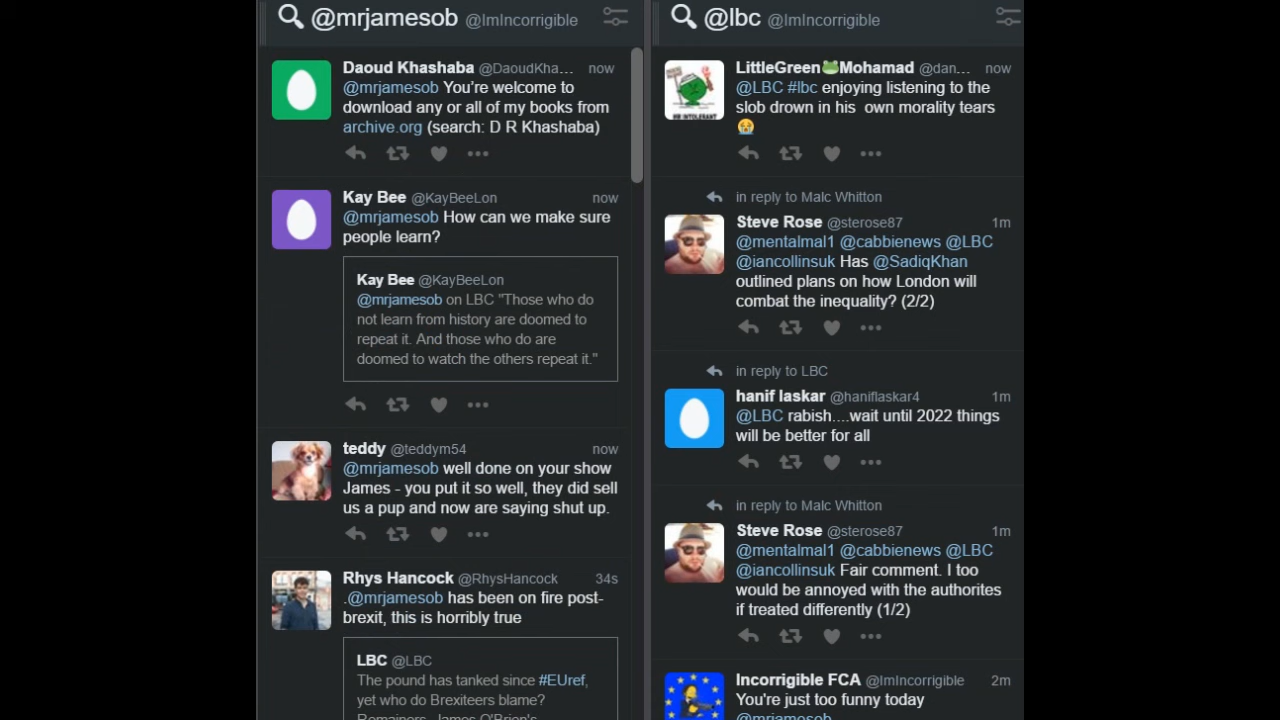 @mrjamesob @ImIncorrigible
Daoud Khashaba @DaoudKha... now
@mrjamesob You're welcome to
download any or all of my books from
archive.org (search: D R Khashaba)
Kay Bee @KayBeeLon now
@mrjamesob How can we make sure
people learn?
Kay Bee @KayBeeLon
@mrjamesob on LBC "Those who do
not learn from history are doomed to
repeat it. And those who do are
doomed to watch the others repeat it."
teddy @teddym54 now
@mrjamesob well done on your show
James - you put it so well, they did sell
us a pup and now are saying shut up.
Rhys Hancock @RhysHancock 34s
.@mrjamesob has been on fire post-
brexit, this is horribly true
LBC @LBC
The pound has tanked since #EUref,
yet who do Brexiteers blame?
Remainers. James O'Brien's
@lbc @ImIncorrigible
LittleGreen🐸Mohamad @dan... now
@LBC #lbc enjoying listening to the
slob drown in his own morality tears
😭
in reply to Malc Whitton
Steve Rose @sterose87 1m
@mentalmal1 @cabbienews @LBC
@iancollinsuk Has @SadiqKhan
outlined plans on how London will
combat the inequality? (2/2)
in reply to LBC
hanif laskar @haniflaskar4 1m
@LBC rabish....wait until 2022 things
will be better for all
in reply to Malc Whitton
Steve Rose @sterose87 1m
@mentalmal1 @cabbienews @LBC
@iancollinsuk Fair comment. I too
would be annoyed with the authorites
if treated differently (1/2)
Incorrigible FCA @ImIncorrigible 2m
You're just too funny today
@mrjamesob